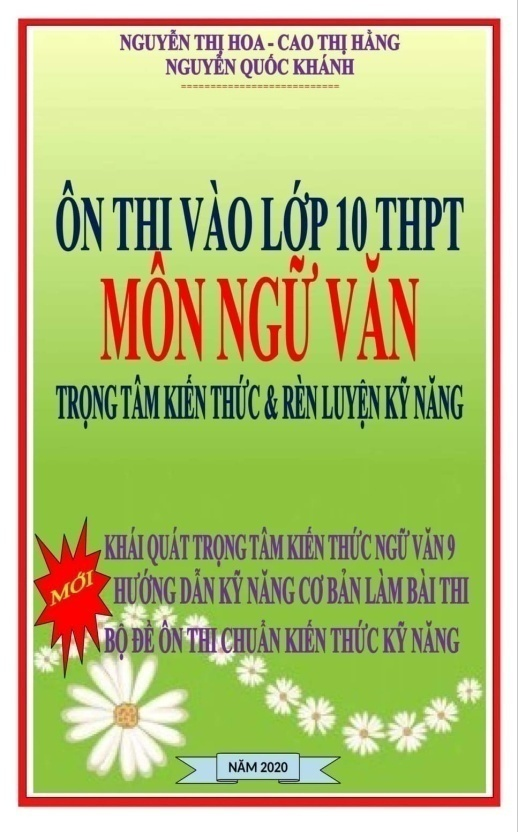 NGUYỄN THỊ HOA - CAO THỊ HẰNG
NGUYỄN QUỐC KHÁNH
ÔN THI VÀO LỚP 10 THPT
MÔN NGỮ VĂN
TRỌNG TÂM KIẾN THỨC & RÈN LUYỆN KỸ NĂNG
KHÁI QUÁT TRỌNG TÂM KIẾN THỨC NGỮ VĂN 9
MỚI
HƯỚNG DẪN KỸ NĂNG CƠ BẢN LÀM BÀI THI
BỘ ĐỀ ÔN THI CHUẨN KIẾN THỨC KỸ NĂNG
NĂM 2020